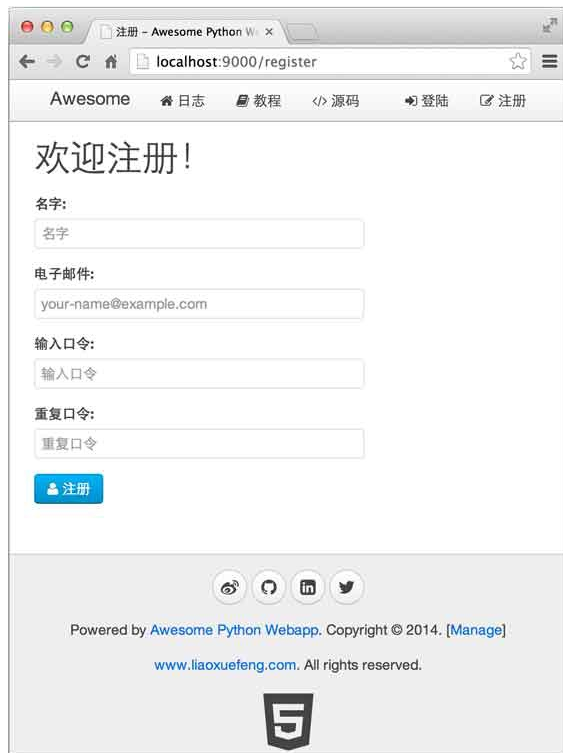 注册 – Awesome Python W
localhost:9000/register
Awesome 日志 教程 源码 登陆 注册
欢迎注册!
名字:
名字
电子邮件:
your-name@example.com
输入口令:
输入口令
重复口令:
重复口令
注册
Powered by Awesome Python Webapp. Copyright © 2014. [Manage]
www.liaoxuefeng.com. All rights reserved.